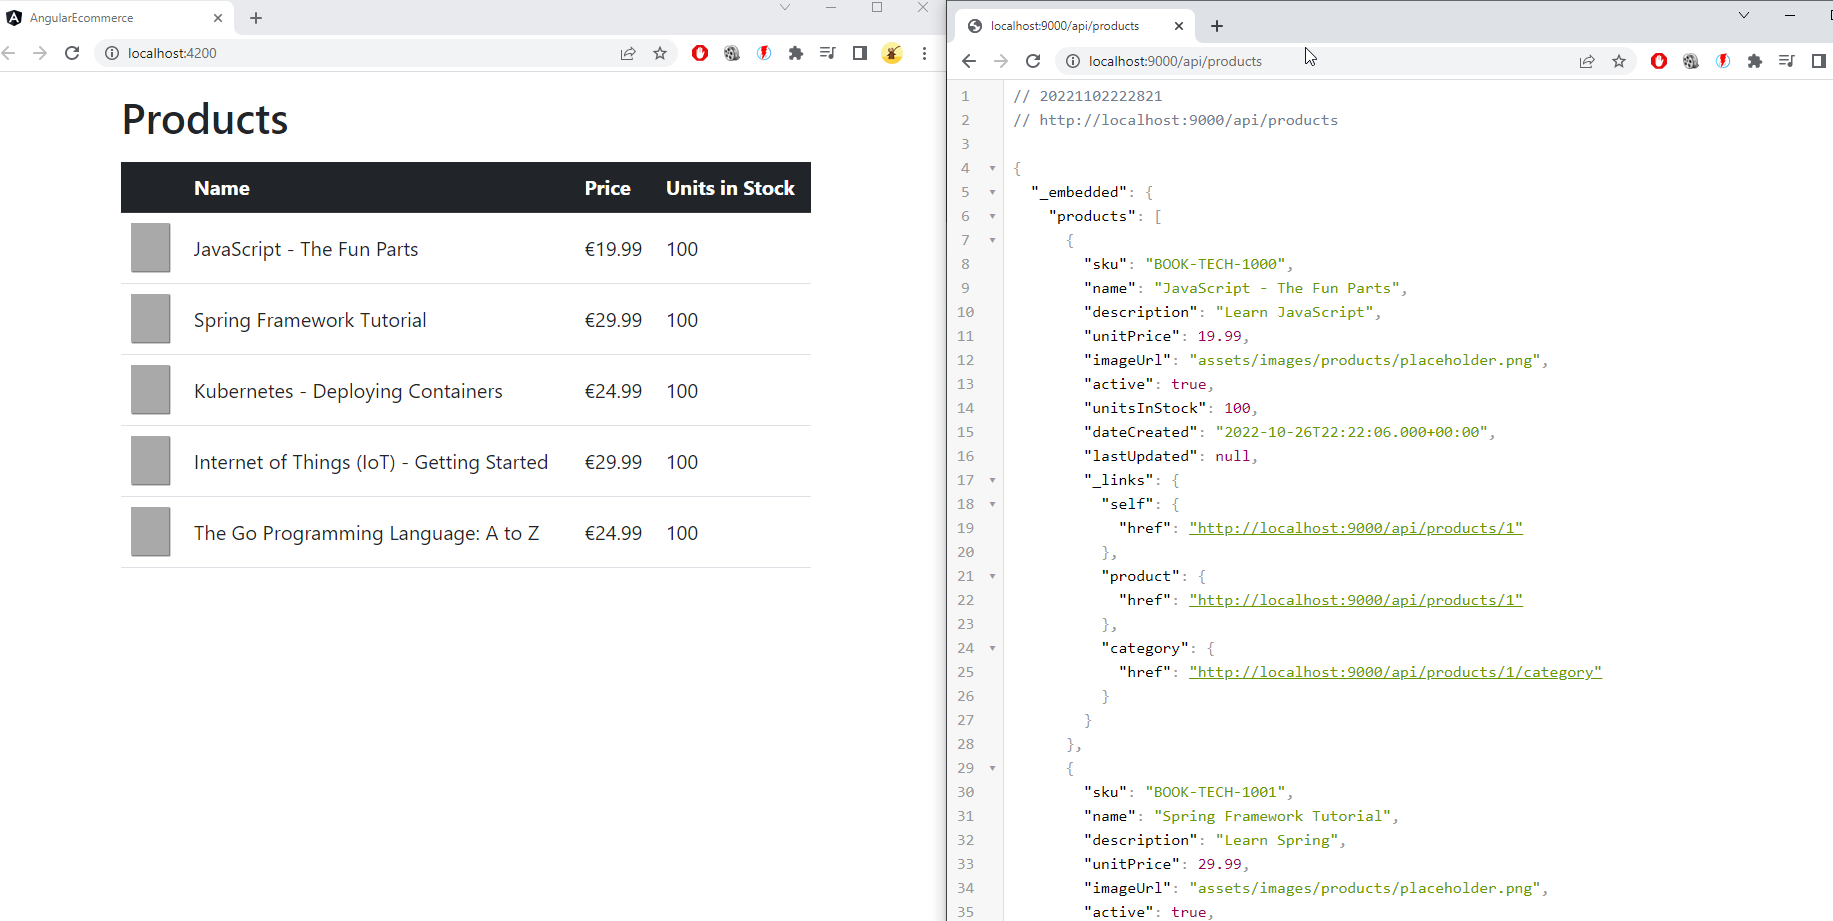 AngularEcommerce
localhost:4200
Products
Name Price Units in Stock
JavaScript - The Fun Parts €19.99 100
Spring Framework Tutorial €29.99 100
Kubernetes - Deploying Containers €24.99 100
Internet of Things (IoT) - Getting Started €29.99 100
The Go Programming Language: A to Z €24.99 100
localhost:9000/api/products
localhost:9000/api/products
1 // 20221102222821
2 // http://localhost:9000/api/products
3
4 {
5 "_embedded": {
6 "products": [
7 {
8 "sku": "BOOK-TECH-1000",
9 "name": "JavaScript - The Fun Parts",
10 "description": "Learn JavaScript",
11 "unitPrice": 19.99,
12 "imageUrl": "assets/images/products/placeholder.png",
13 "active": true,
14 "unitsInStock": 100,
15 "dateCreated": "2022-10-26T22:22:06.000+00:00",
16 "lastUpdated": null,
17 "_links": {
18 "self": {
19 "href": "http://localhost:9000/api/products/1"
20 },
21 "product": {
22 "href": "http://localhost:9000/api/products/1"
23 },
24 "category": {
25 "href": "http://localhost:9000/api/products/1/category"
26 }
27 }
28 },
29 {
30 "sku": "BOOK-TECH-1001",
31 "name": "Spring Framework Tutorial",
32 "description": "Learn Spring",
33 "unitPrice": 29.99,
34 "imageUrl": "assets/images/products/placeholder.png",
35 "active": true,